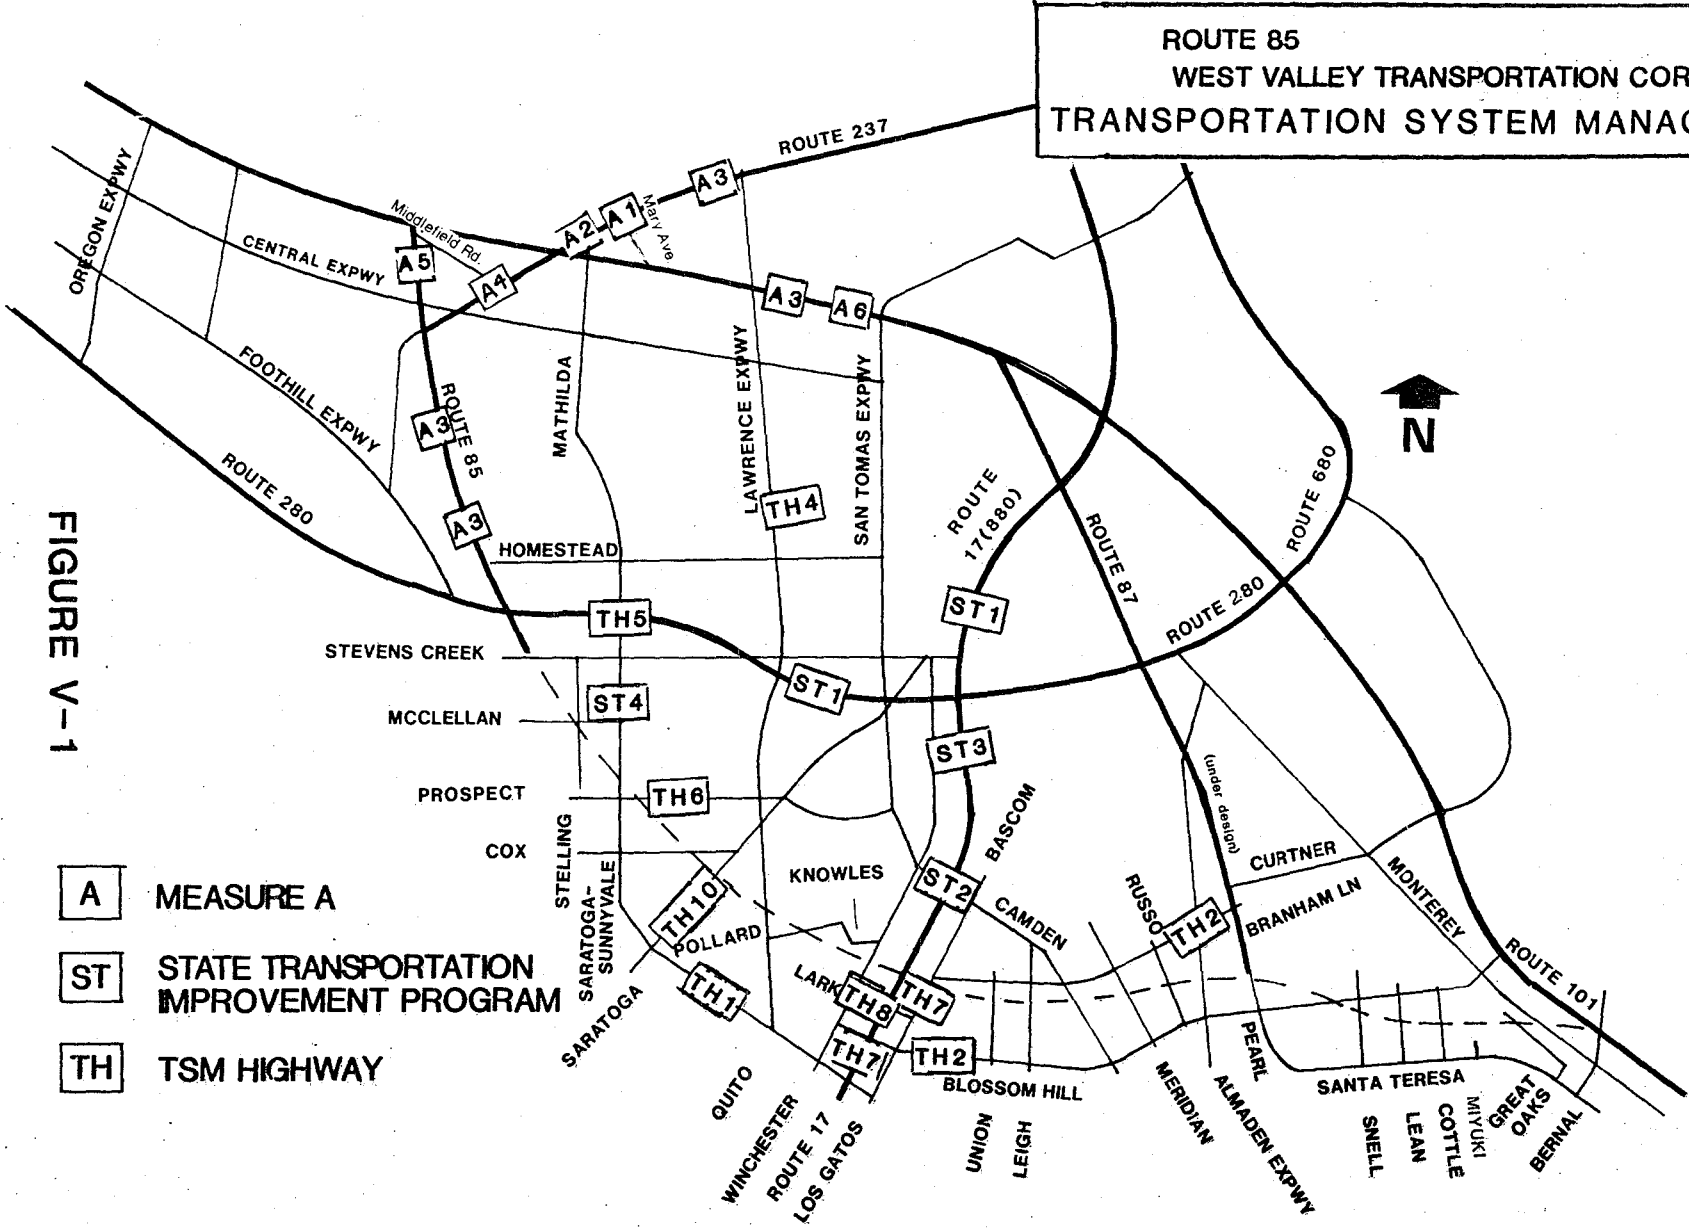 ROUTE 85
WEST VALLEY TRANSPORTATION COR
TRANSPORTATION SYSTEM MANAG
ROUTE 237
A3
A1
Mary Ave
A2
Middlefield Rd.
A5
A4
OREGON EXPWY
CENTRAL EXPWY
A3
A6
FOOTHILL EXPWY
ROUTE 85
A3
A3
MATHILDA
LAWRENCE EXPWY
SAN TOMAS EXPWY
N
ROUTE 280
TH4
ROUTE
17(880)
ROUTE 87
ROUTE 680
HOMESTEAD
TH5
ST1
ROUTE 280
STEVENS CREEK
ST1
ST4
MCCLELLAN
ST3
(under design)
PROSPECT
TH6
COX
STELLING
SARATOGA-
SUNNYVALE
KNOWLES
BASCOM
ST2
CAMDEN
CURTNER
BRANHAM LN
MONTEREY
RUSSO
TH2
TH10
POLLARD
TH1
LARK
TH8
TH7
ROUTE 101
SARATOGA
TH7
TH2
BLOSSOM HILL
PEARL
SANTA TERESA
QUITO
WINCHESTER
ROUTE 17
LOS GATOS
UNION
LEIGH
MERIDIAN
ALMADEN EXPWY
SNELL
LEAN
COTTLE
MIYUKI
GREAT
OAKS
BERNAL
FIGURE V-1
A MEASURE A
ST STATE TRANSPORTATION
IMPROVEMENT PROGRAM
TH TSM HIGHWAY